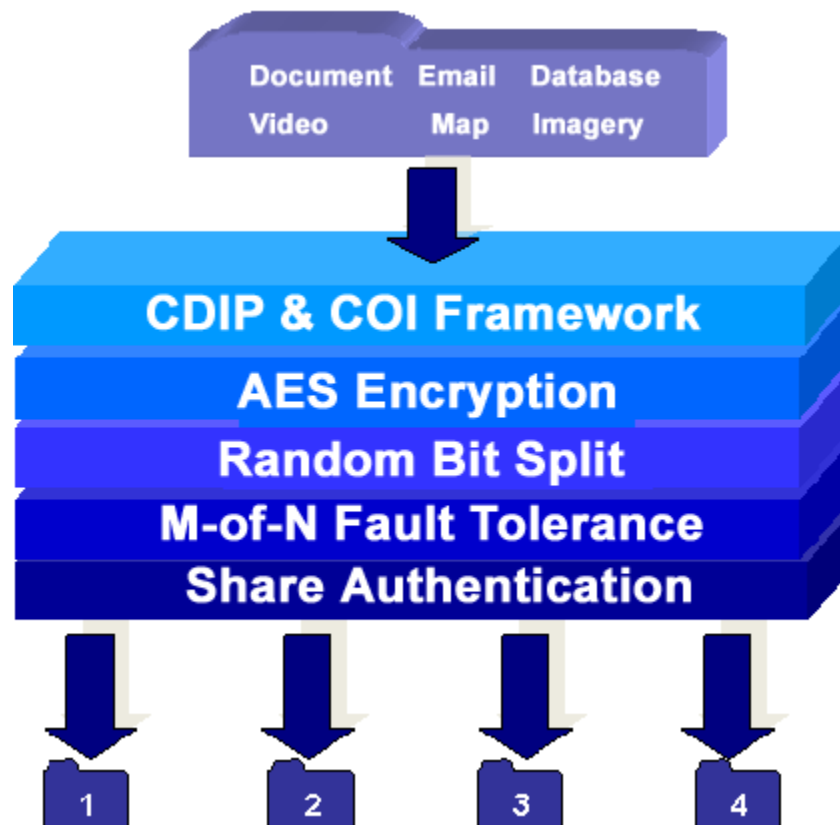 Document Email Database
Video Map Imagery
CDIP & COI Framework
AES Encryption
Random Bit Split
M-of-N Fault Tolerance
Share Authentication
1 2 3 4